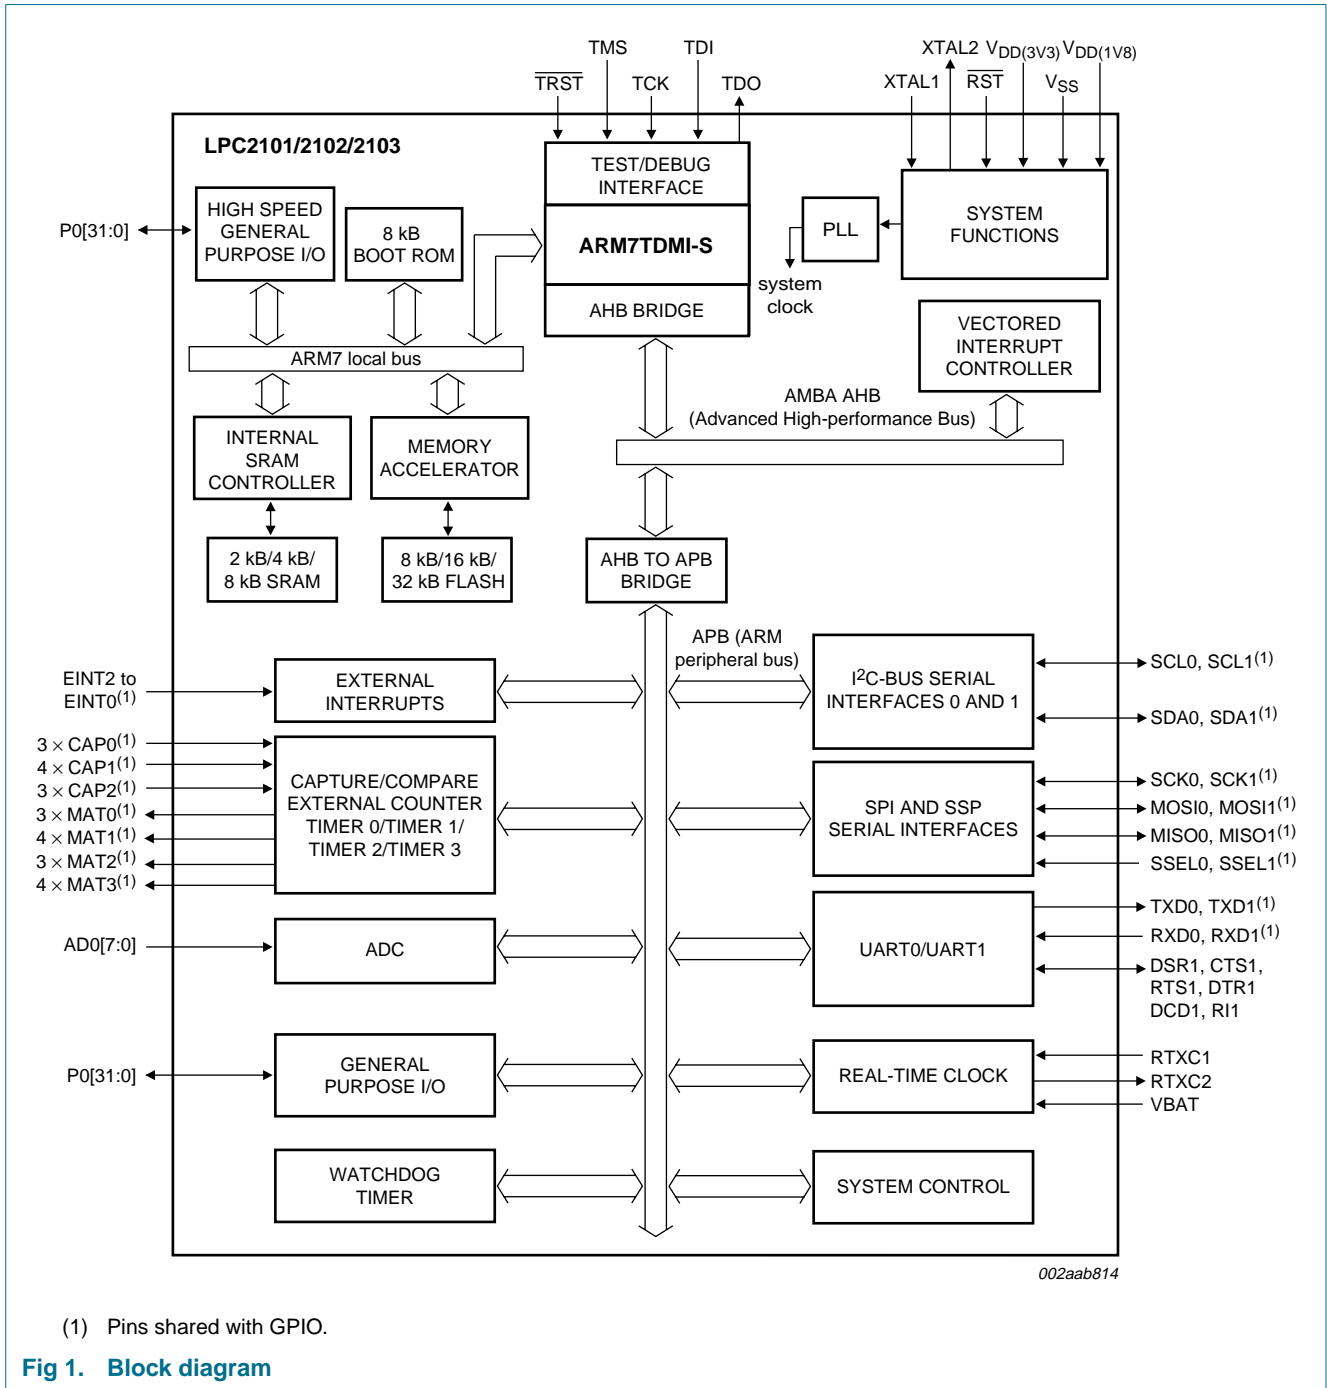 TMS
TDI
XTAL2 VDD(3V3) VDD(1V8)
TRST
TCK
TDO
XTAL1
RST
VSS
LPC2101/2102/2103
TEST/DEBUG
INTERFACE
HIGH SPEED
GENERAL
PURPOSE I/O
P0[31:0]
8 kB
BOOT ROM
ARM7TDMI-S
PLL
SYSTEM
FUNCTIONS
system
clock
AHB BRIDGE
VECTORED
INTERRUPT
CONTROLLER
ARM7 local bus
AMBA AHB
(Advanced High-performance Bus)
INTERNAL
SRAM
CONTROLLER
MEMORY
ACCELERATOR
2 kB/4 kB/
8 kB SRAM
8 kB/16 kB/
32 kB FLASH
AHB TO APB
BRIDGE
APB (ARM
peripheral bus)
EINT2 to
EINT0(1)
EXTERNAL
INTERRUPTS
I2C-BUS SERIAL
INTERFACES 0 AND 1
SCL0, SCL1(1)
SDA0, SDA1(1)
3 × CAP0(1)
4 × CAP1(1)
3 × CAP2(1)
3 × MAT0(1)
4 × MAT1(1)
3 × MAT2(1)
4 × MAT3(1)
CAPTURE/COMPARE
EXTERNAL COUNTER
TIMER 0/TIMER 1/
TIMER 2/TIMER 3
SPI AND SSP
SERIAL INTERFACES
SCK0, SCK1(1)
MOSI0, MOSI1(1)
MISO0, MISO1(1)
SSEL0, SSEL1(1)
AD0[7:0]
ADC
UART0/UART1
TXD0, TXD1(1)
RXD0, RXD1(1)
DSR1, CTS1,
RTS1, DTR1
DCD1, RI1
P0[31:0]
GENERAL
PURPOSE I/O
REAL-TIME CLOCK
RTXC1
RTXC2
VBAT
WATCHDOG
TIMER
SYSTEM CONTROL
002aab814
(1) Pins shared with GPIO.
Fig 1. Block diagram